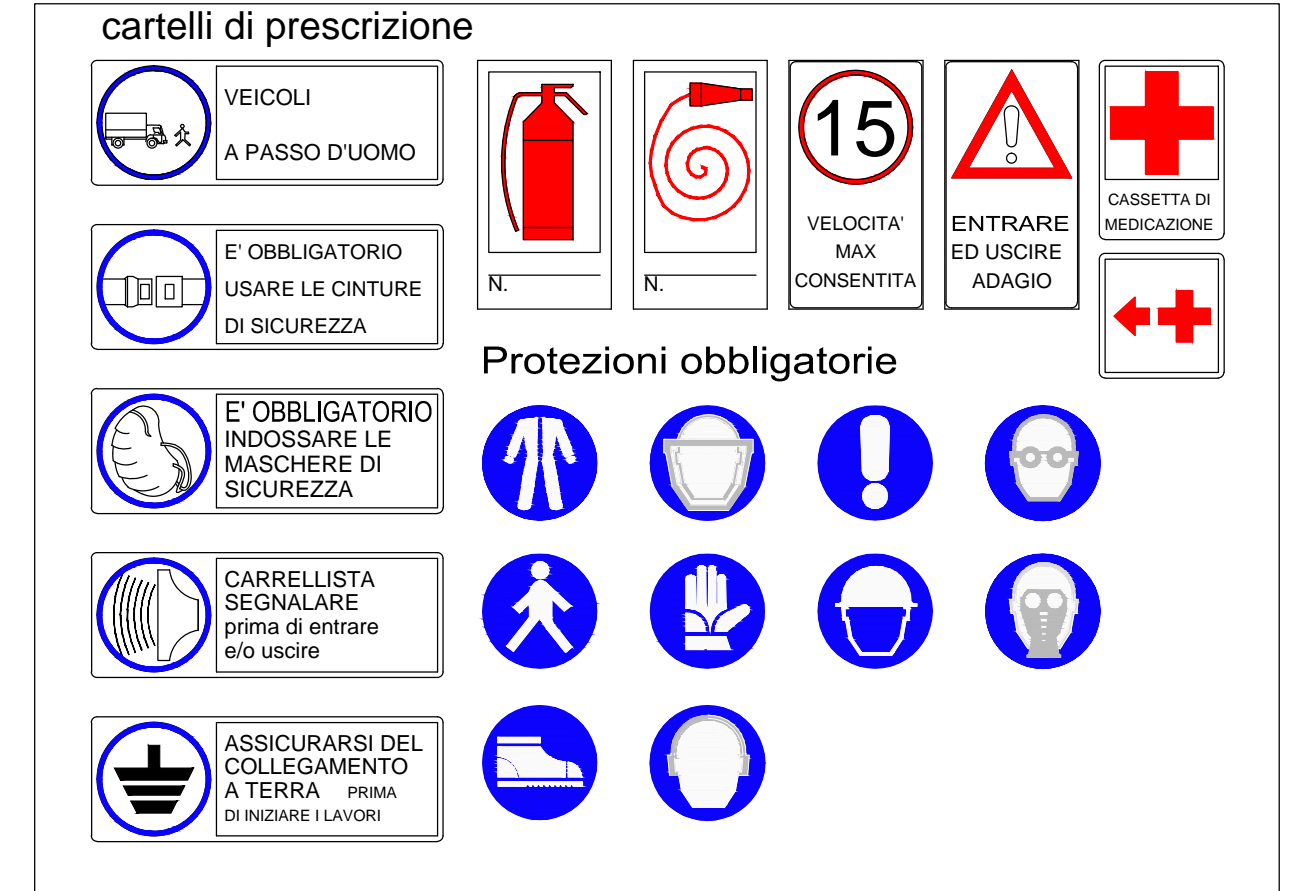 cartelli di prescrizione
VEICOLI
A PASSO D'UOMO
E' OBBLIGATORIO
USARE LE CINTURE
DI SICUREZZA
E' OBBLIGATORIO
INDOSSARE LE
MASCHERE DI
SICUREZZA
CARRELLISTA
SEGNALARE
prima di entrare
e/o uscire
ASSICURARSI DEL
COLLEGAMENTO
A TERRA PRIMA
DI INIZIARE I LAVORI
N.
N.
15
VELOCITA'
MAX
CONSENTITA
ENTRARE
ED USCIRE
ADAGIO
CASSETTA DI
MEDICAZIONE
Protezioni obbligatorie